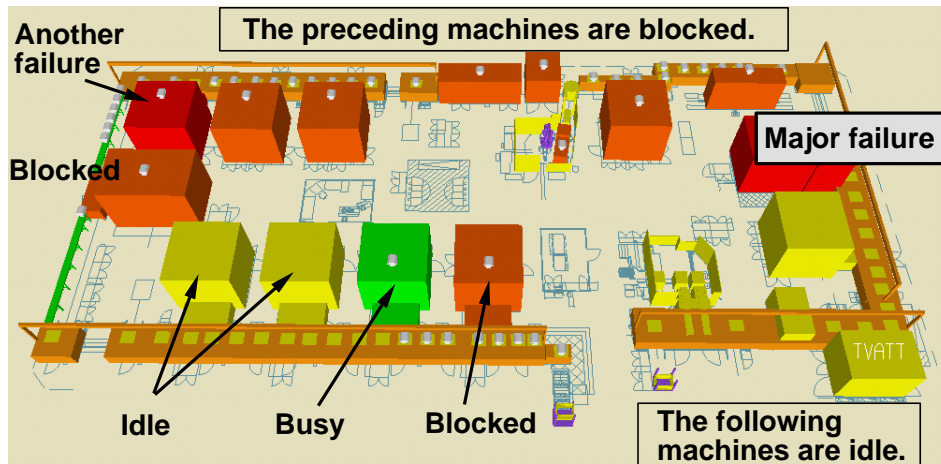 Another
failure
The preceding machines are blocked.
Major failure
Blocked
TVATT
Idle
Busy
Blocked
The following
machines are idle.